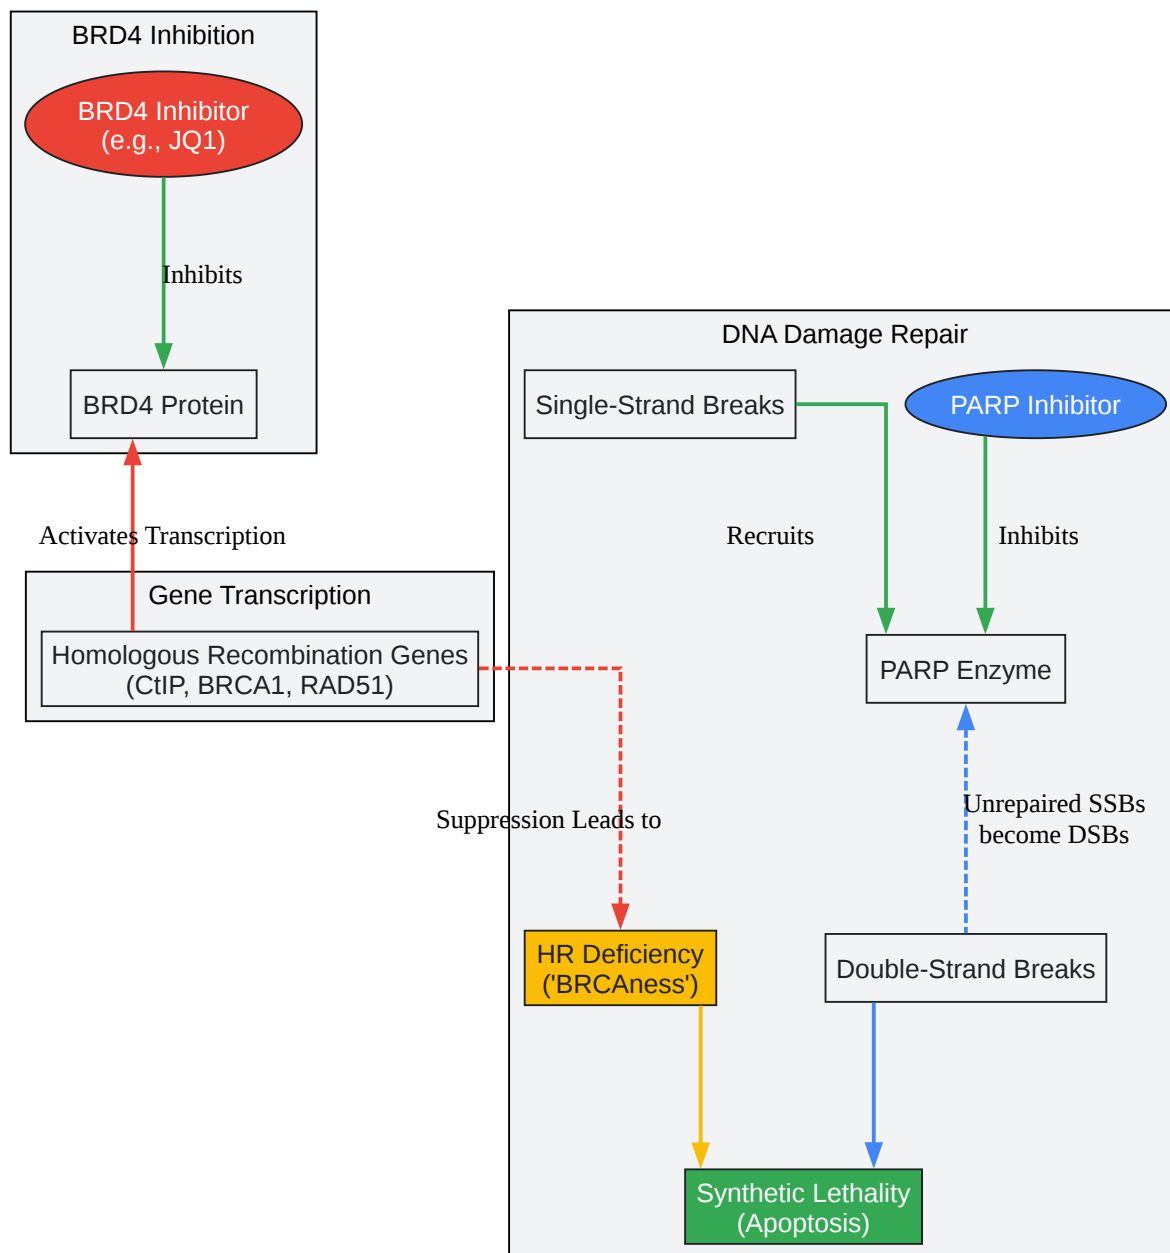 BRD4 Inhibition
BRD4 Inhibitor
(e.g., JQ1)
Inhibits
BRD4 Protein
Activates Transcription
Gene Transcription
Homologous Recombination Genes
(CtIP, BRCA1, RAD51)
Suppression Leads to
DNA Damage Repair
Single-Strand Breaks
PARP Inhibitor
Recruits
Inhibits
PARP Enzyme
Unrepaired SSBs
become DSBs
HR Deficiency
('BRCAness')
Double-Strand Breaks
Synthetic Lethality
(Apoptosis)